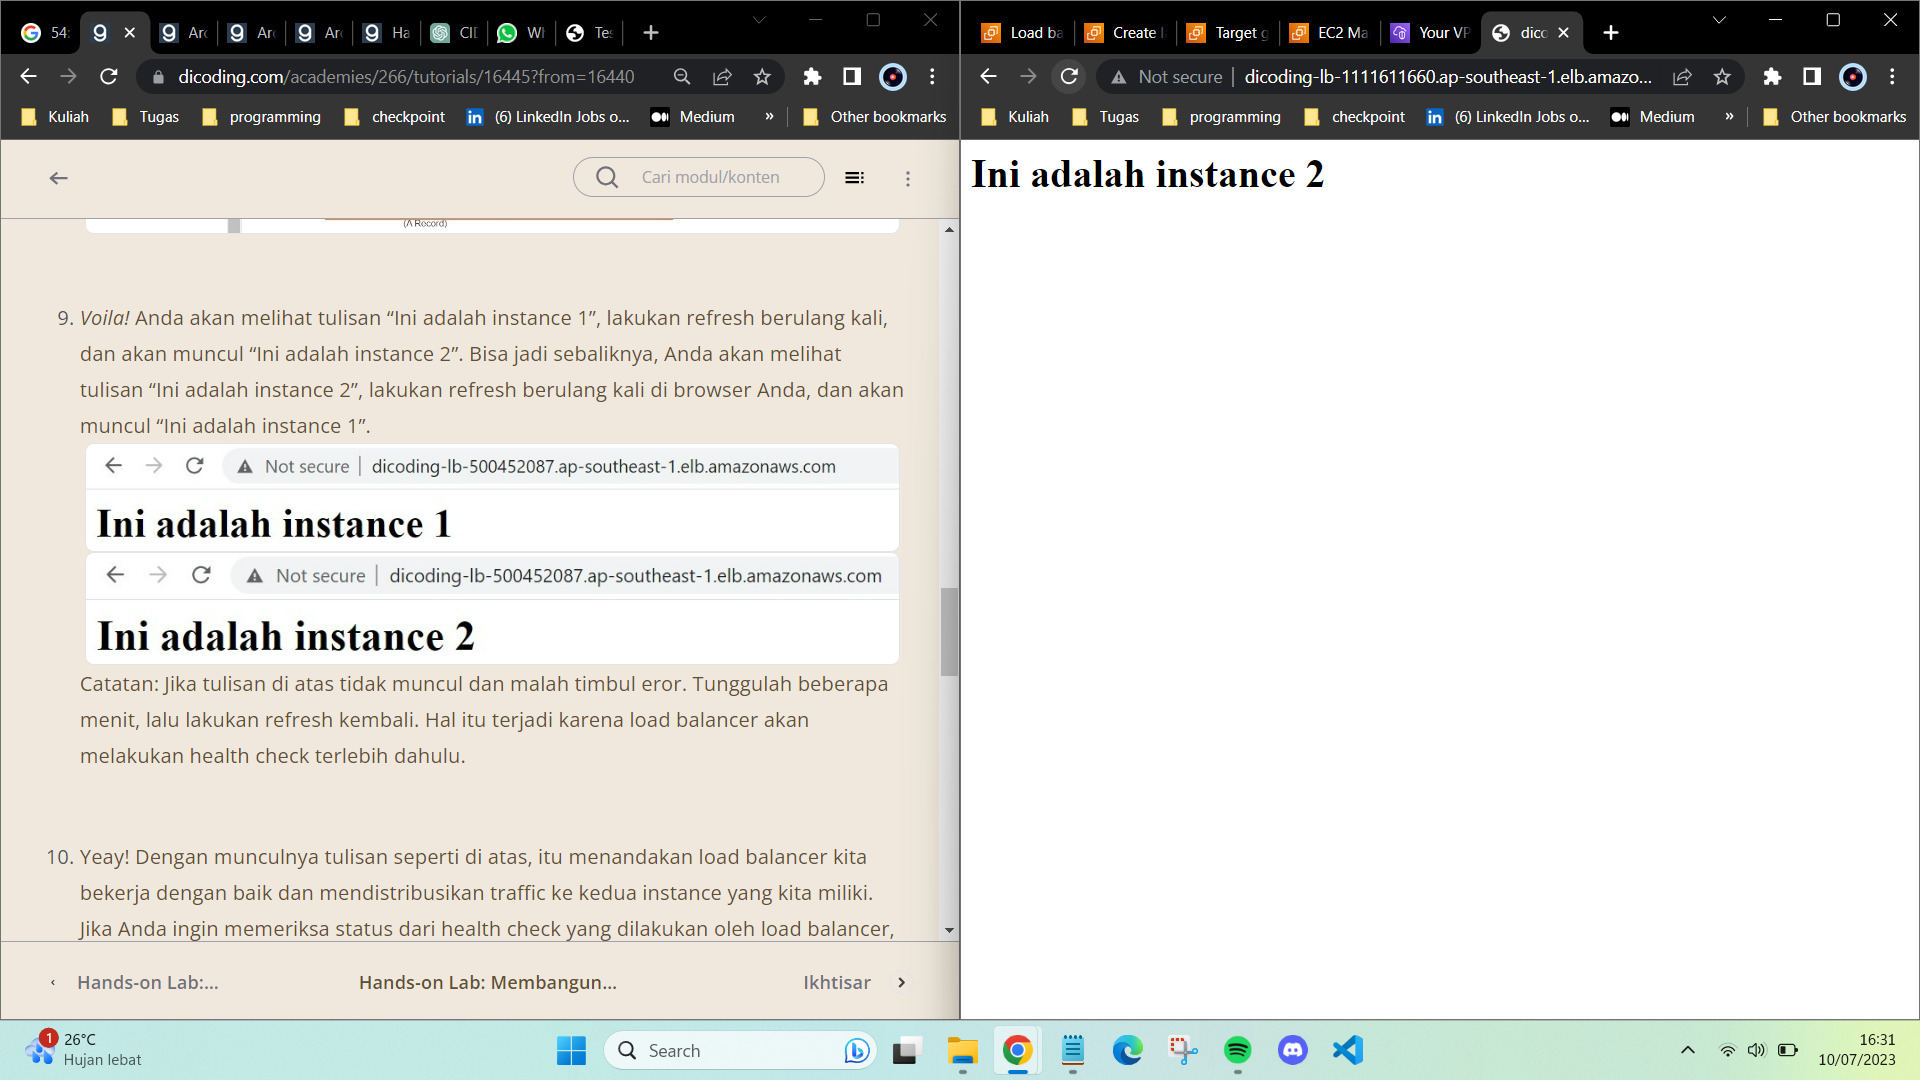 54:
Arc
Ar
Arc
Ha
Wh
Tes
dicoding.com/academies/266/tutorials/16445?from=16440
Kuliah
Tugas
programming
checkpoint
(6) LinkedIn Jobs o...
Medium
»
Other bookmarks
Cari modul/konten
(A Record)
9. Voila! Anda akan melihat tulisan “Ini adalah instance 1”, lakukan refresh berulang kali,
dan akan muncul “Ini adalah instance 2”. Bisa jadi sebaliknya, Anda akan melihat
tulisan “Ini adalah instance 2”, lakukan refresh berulang kali di browser Anda, dan akan
muncul “Ini adalah instance 1”.
Not secure | dicoding-lb-500452087.ap-southeast-1.elb.amazonaws.com
Ini adalah instance 1
Not secure | dicoding-lb-500452087.ap-southeast-1.elb.amazonaws.com
Ini adalah instance 2
Catatan: Jika tulisan di atas tidak muncul dan malah timbul eror. Tunggulah beberapa
menit, lalu lakukan refresh kembali. Hal itu terjadi karena load balancer akan
melakukan health check terlebih dahulu.
10. Yeay! Dengan munculnya tulisan seperti di atas, itu menandakan load balancer kita
bekerja dengan baik dan mendistribusikan traffic ke kedua instance yang kita miliki.
Jika Anda ingin memeriksa status dari health check yang dilakukan oleh load balancer,
Hands-on Lab:...
Hands-on Lab: Membangun...
Ikhtisar
Load ba
Create l
Target g
EC2 Ma
Your VP
dico
Not secure | dicoding-lb-1111611660.ap-southeast-1.elb.amazo...
Kuliah
Tugas
programming
checkpoint
(6) LinkedIn Jobs o...
Medium
»
Other bookmarks
Ini adalah instance 2
1
26°C
Hujan lebat
Search
16:31
10/07/2023